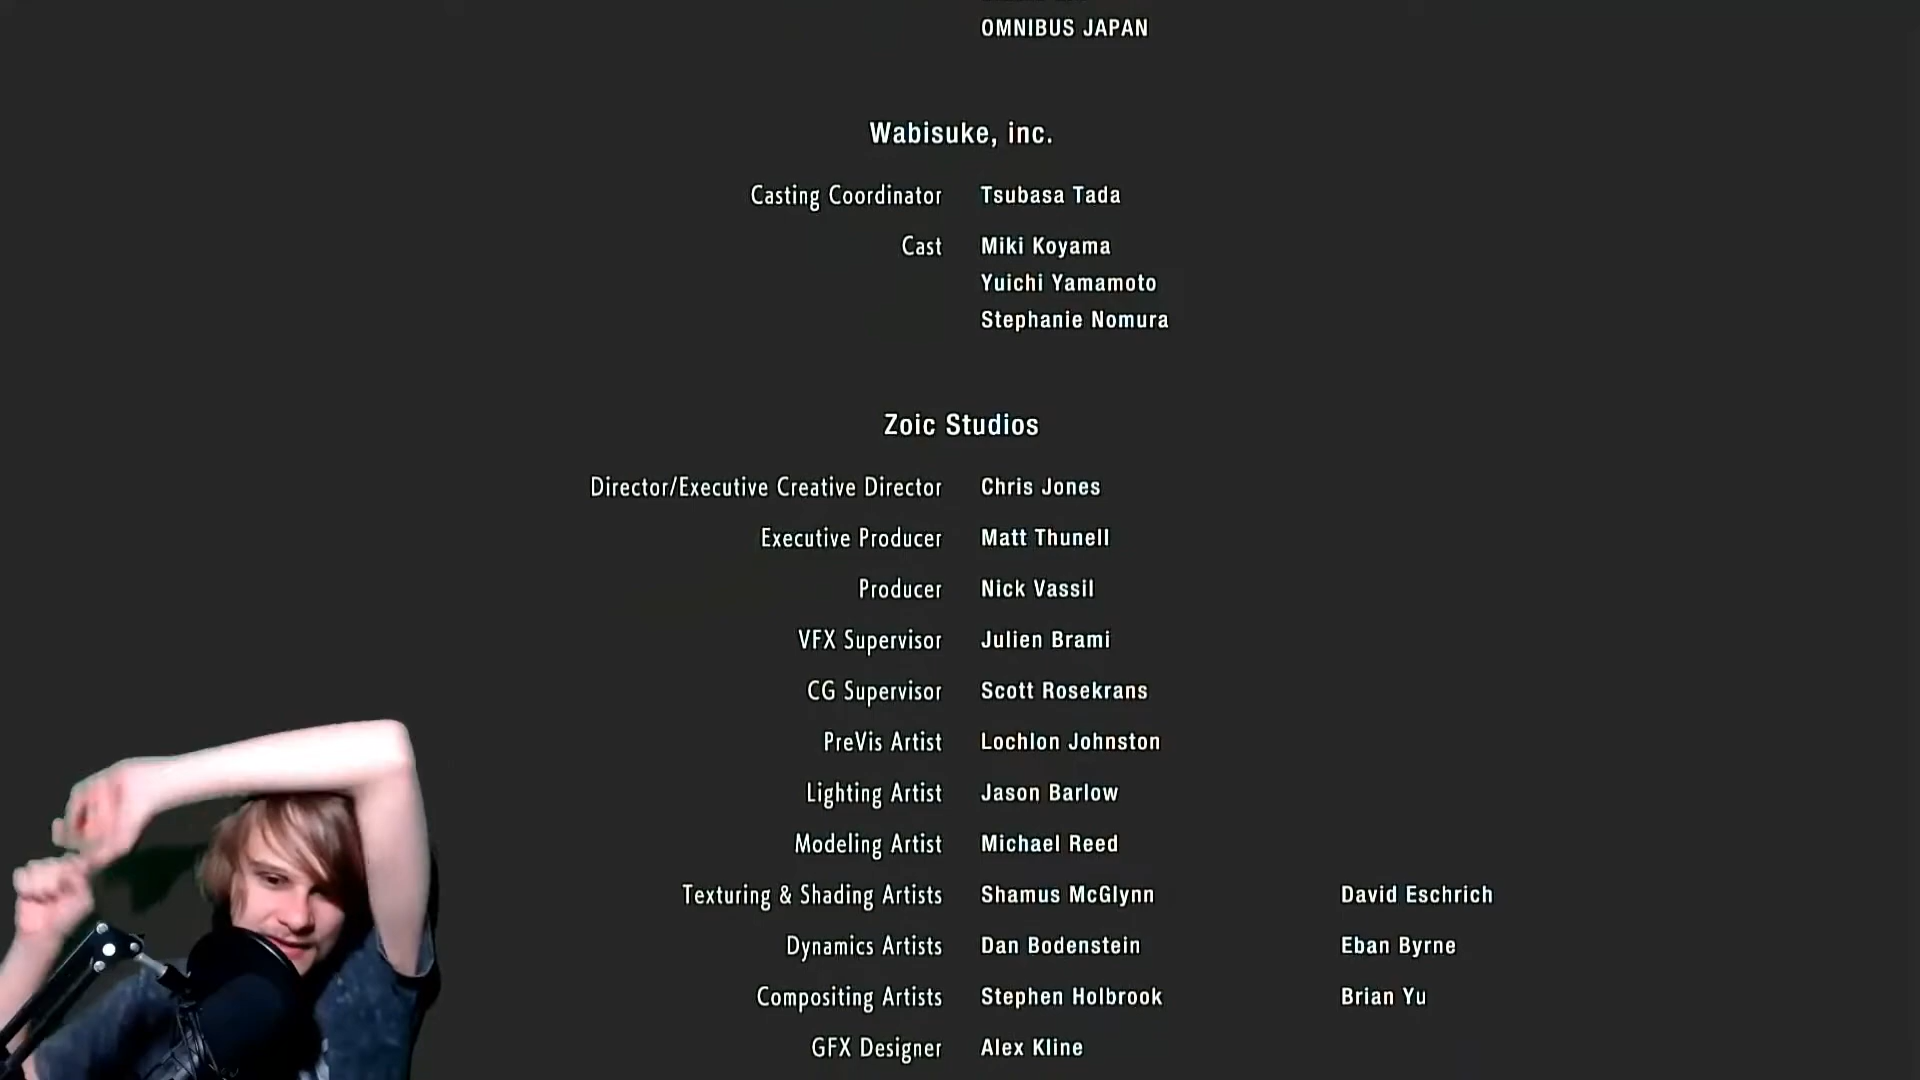 OMNIBUS JAPAN
Wabisuke, inc.
Casting Coordinator Tsubasa Tada
Cast Miki Koyama
Yuichi Yamamoto
Stephanie Nomura
Zoic Studios
Director/Executive Creative Director Chris Jones
Executive Producer Matt Thunell
Producer Nick Vassil
VFX Supervisor Julien Brami
CG Supervisor Scott Rosekrans
PreVis Artist Lochlon Johnston
Lighting Artist Jason Barlow
Modeling Artist Michael Reed
Texturing & Shading Artists Shamus McGlynn David Eschrich
Dynamics Artists Dan Bodenstein Eban Byrne
Compositing Artists Stephen Holbrook Brian Yu
GFX Designer Alex Kline